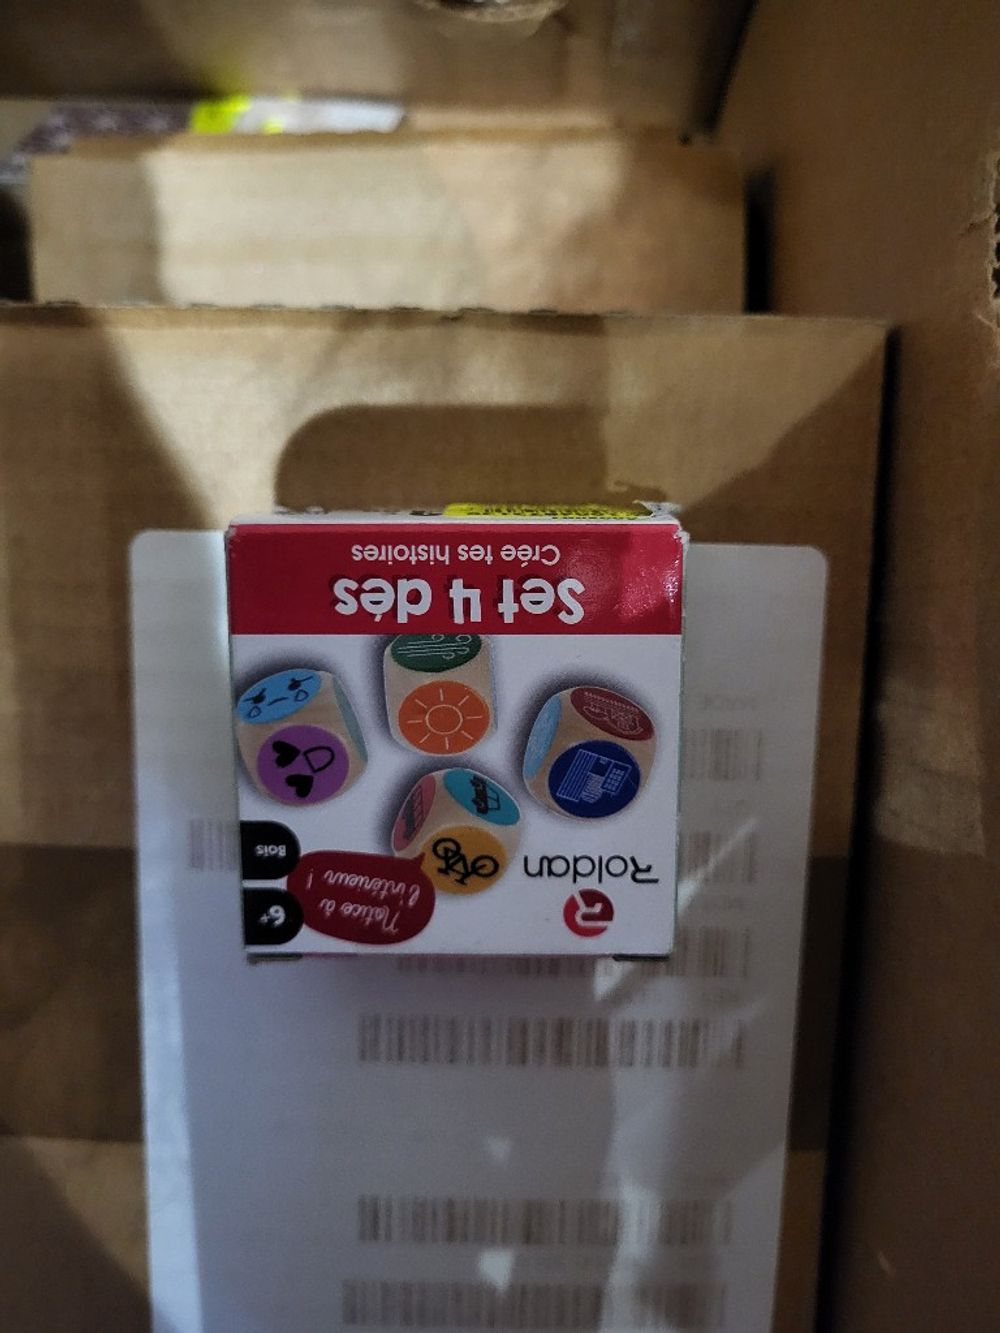 Roldan
6+
Notice à
l'intérieur !
Bois
Set 4 dés
Crée tes histoires